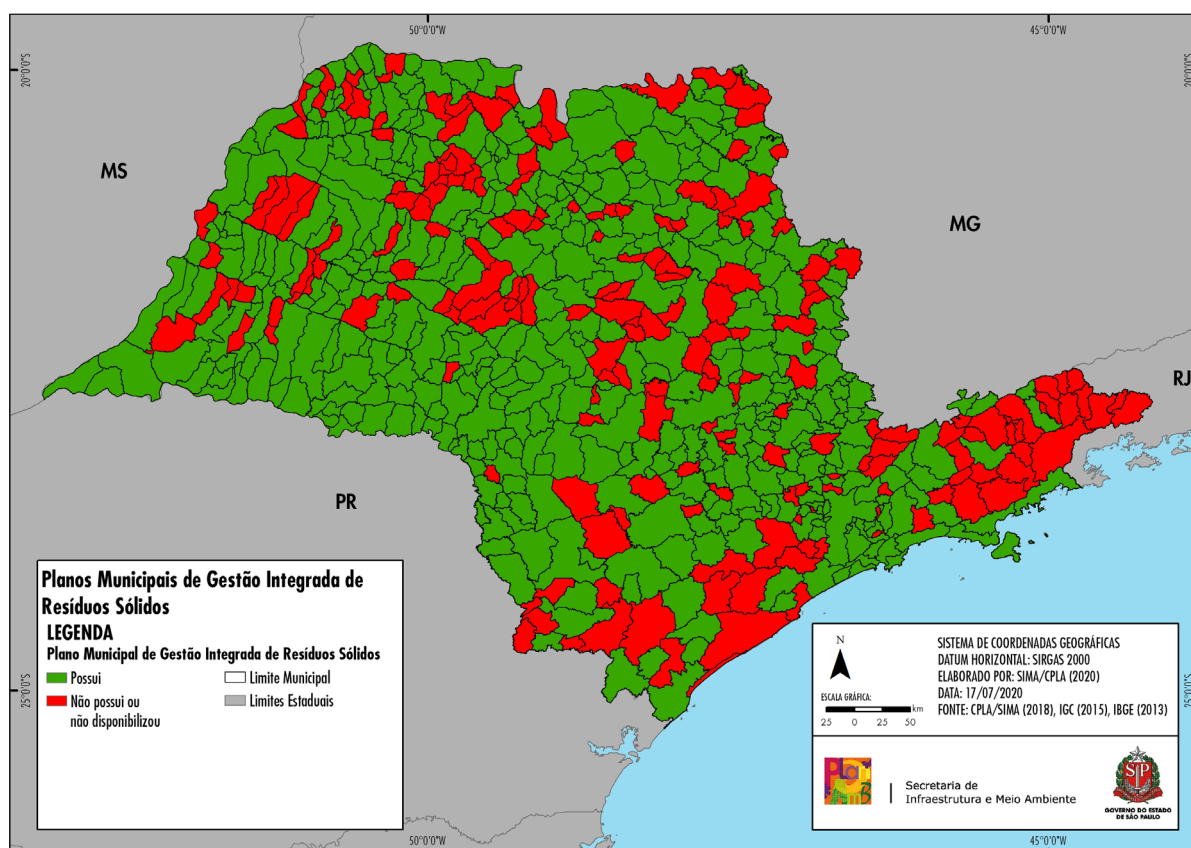 50°0'0"W
45°0'0"W
20°0'0"S
20°0'0"S
MS
MG
RJ
PR
Planos Municipais de Gestão Integrada de
Resíduos Sólidos
LEGENDA
Plano Municipal de Gestão Integrada de Resíduos Sólidos
Possui
Limite Municipal
Não possui ou
não disponibilizou
Limites Estaduais
25°0'0"S
25°0'0"S
N
ESCALA GRÁFICA:
km
25 0 25 50
SISTEMA DE COORDENADAS GEOGRÁFICAS
DATUM HORIZONTAL: SIRGAS 2000
ELABORADO POR: SIMA/CPLA (2020)
DATA: 17/07/2020
FONTE: CPLA/SIMA (2018), IGC (2015), IBGE (2013)
Secretaria de
Infraestrutura e Meio Ambiente
SP
GOVERNO DO ESTADO
DE SÃO PAULO
50°0'0"W
45°0'0"W